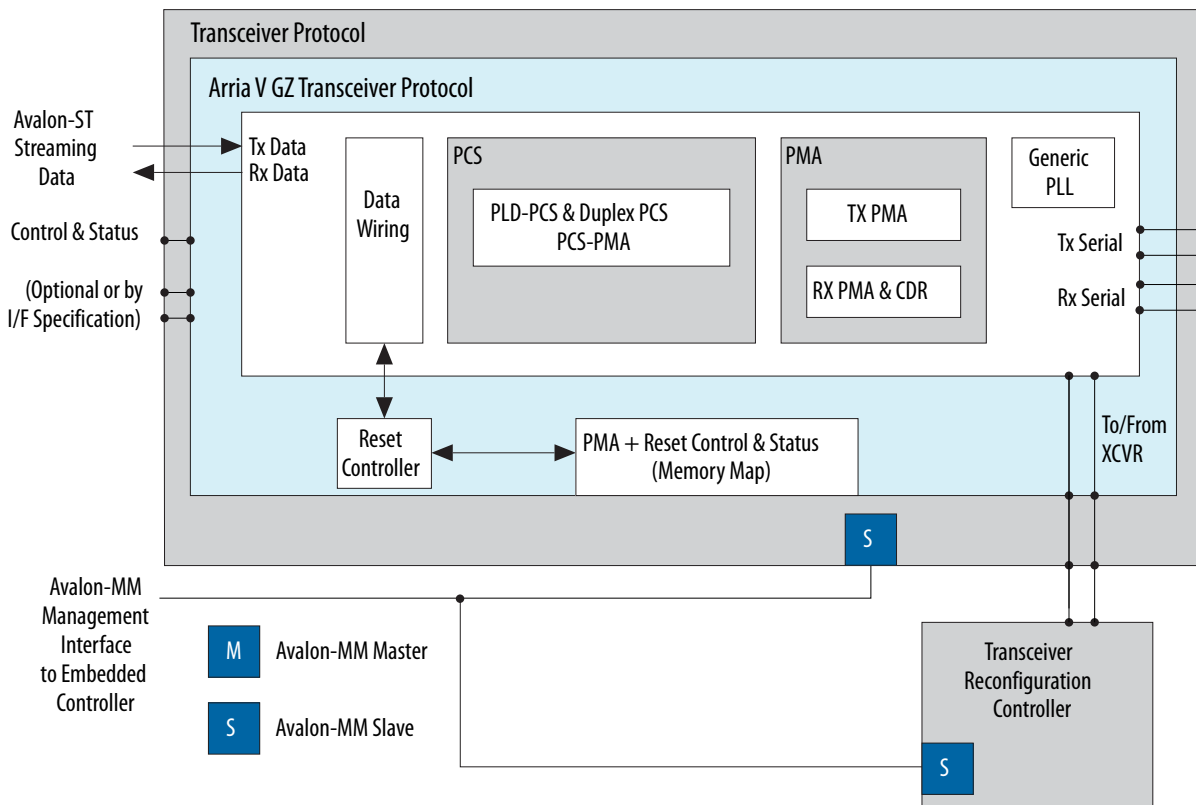 Transceiver Protocol
Arria V GZ Transceiver Protocol
Avalon-ST
Streaming
Data
Tx Data
Rx Data
Data
Wiring
PCS
PLD-PCS & Duplex PCS
PCS-PMA
PMA
TX PMA
RX PMA & CDR
Generic
PLL
Tx Serial
Rx Serial
Control & Status
(Optional or by
I/F Specification)
Reset
Controller
PMA + Reset Control & Status
(Memory Map)
To/From
XCVR
S
Avalon-MM
Management
Interface
to Embedded
Controller
M
Avalon-MM Master
S
Avalon-MM Slave
Transceiver
Reconfiguration
Controller
S